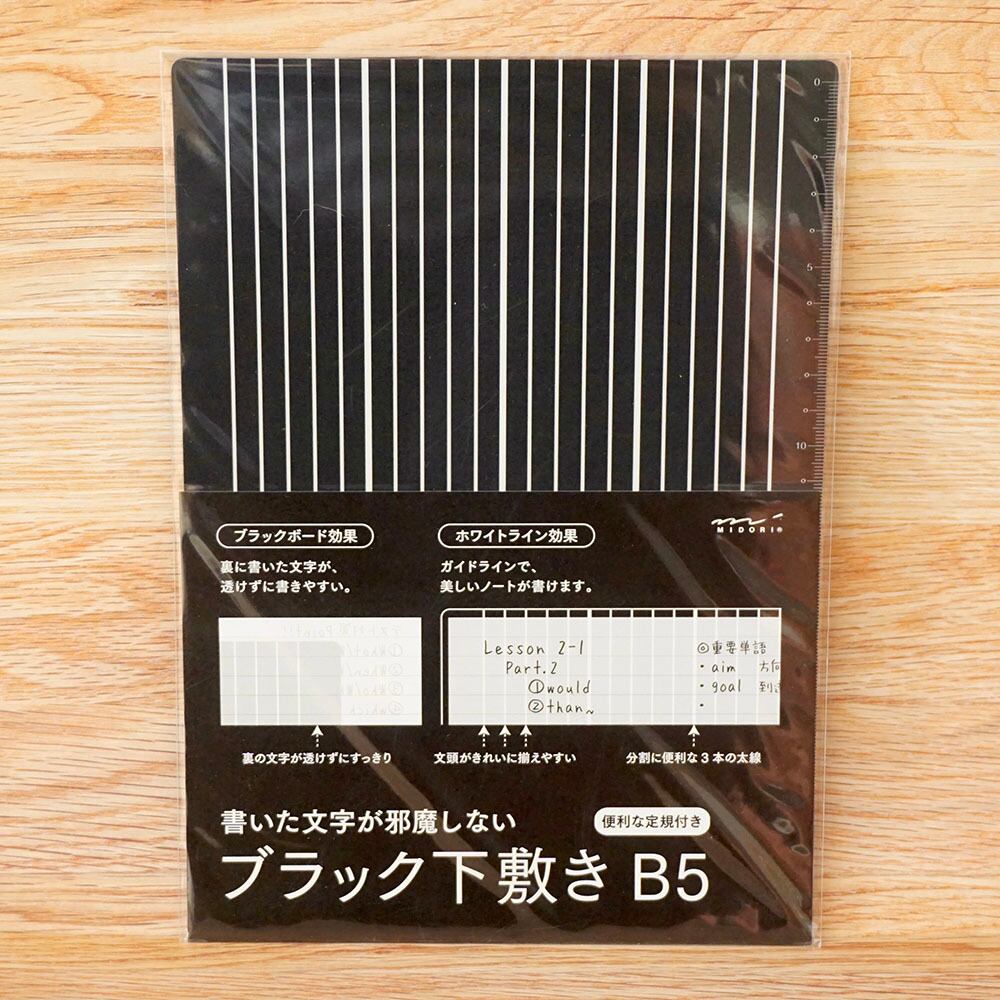 0
5
10
MIDORI®
ブラックボード効果
裏に書いた文字が、
透けずに書きやすい。
ホワイトライン効果
ガイドラインで、
美しいノートが書けます。
Lesson 2-1
Part.2
①would
②than~
◎重要単語
・aim 方向
・goal
・
裏の文字が透けずにすっきり
文頭がきれいに揃えやすい
分割に便利な3本の太線
書いた文字が邪魔しない
便利な定規付き
ブラック下敷き B5